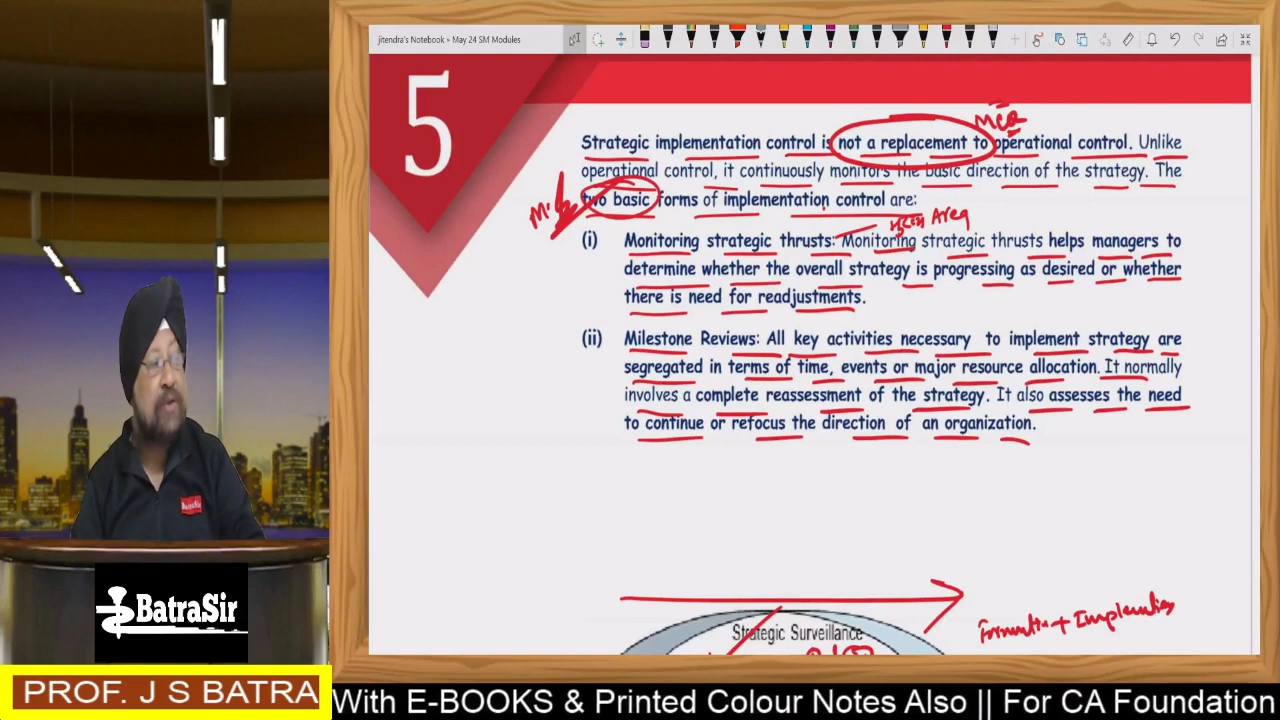 jitendra's Notebook » May 24 SM Modules
5
MCQ
Strategic implementation control is not a replacement to operational control. Unlike
operational control, it continuously monitors the basic direction of the strategy. The
two basic forms of implementation control are:
Area
(i) Monitoring strategic thrusts: Monitoring strategic thrusts helps managers to
determine whether the overall strategy is progressing as desired or whether
there is need for readjustments.
(ii) Milestone Reviews: All key activities necessary to implement strategy are
segregated in terms of time, events or major resource allocation. It normally
involves a complete reassessment of the strategy. It also assesses the need
to continue or refocus the direction of an organization.
Strategic Surveillance
BatraSir
BatraSir
PROF. J S BATRA
With E-BOOKS & Printed Colour Notes Also || For CA Foundation